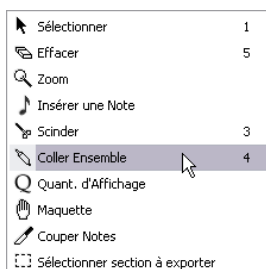 Sélectionner 1
Effacer 5
Zoom
Insérer une Note
Scinder 3
Coller Ensemble 4
Quant. d'Affichage
Maquette
Couper Notes
Sélectionner section à exporter